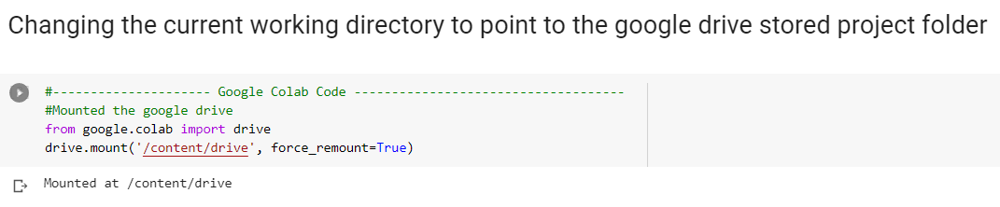 Changing the current working directory to point to the google drive stored project folder
#--------------------- Google Colab Code ------------------------------------
#Mounted the google drive
from google.colab import drive
drive.mount('/content/drive', force_remount=True)
Mounted at /content/drive